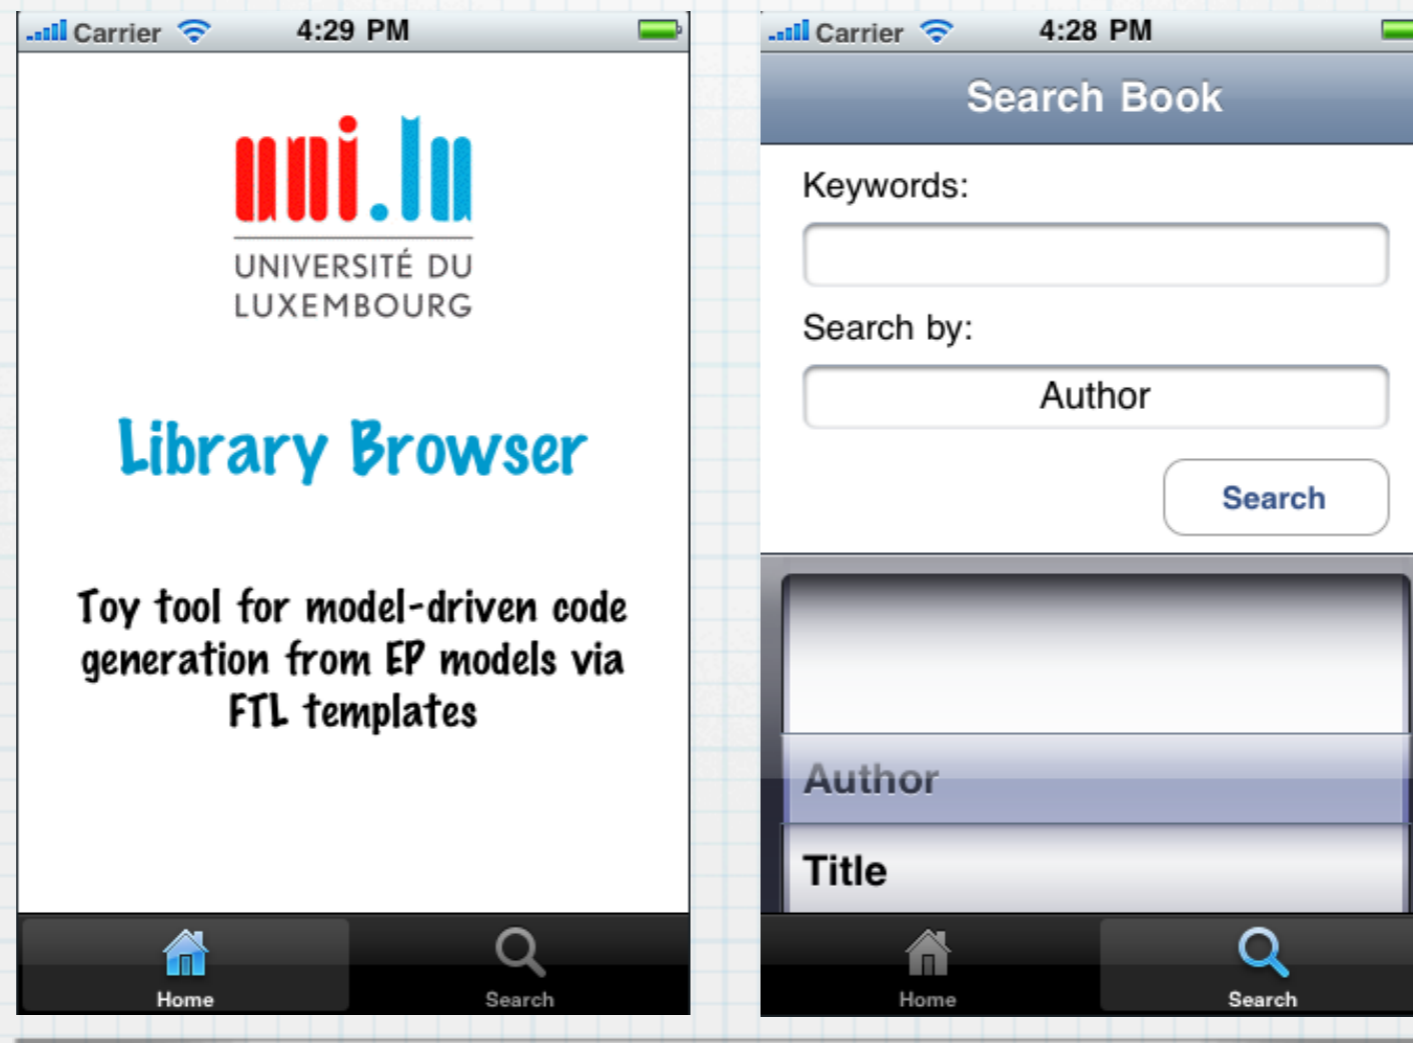 Carrier 4:29 PM
uni.lu
UNIVERSITÉ DU
LUXEMBOURG
Library Browser
Toy tool for model-driven code
generation from EP models via
FTL templates
Home Search
Carrier 4:28 PM
Search Book
Keywords:
Search by:
Author
Search
Author
Title
Home Search